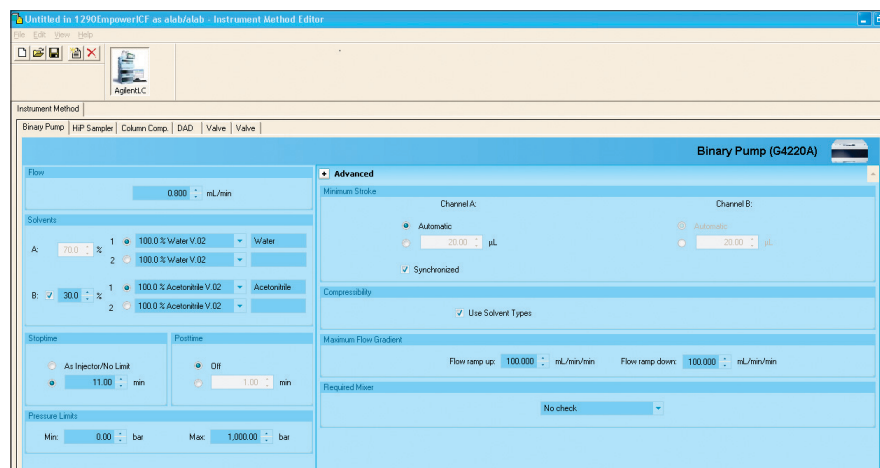 Untitled in 1290EmpowerICF as alab/alab - Instrument Method Editor
File Edit View Help
AgilentLC
Instrument Method
Binary Pump HiP Sampler Column Comp. DAD Valve Valve
Binary Pump (G4220A)
Flow
0.800 mL/min
Solvents
A: 70.0 % 1 100.0 % Water V.02 Water
2 100.0 % Water V.02
B: 30.0 % 1 100.0 % Acetonitrile V.02 Acetonitrile
2 100.0 % Acetonitrile V.02
Stoptime
As Injector/No Limit
11.00 min
Posttime
Off
1.00 min
Pressure Limits
Min: 0.00 bar Max: 1,000.00 bar
+ Advanced
Minimum Stroke
Channel A: Channel B:
Automatic Automatic
20.00 µL 20.00 µL
Synchronized
Compressibility
Use Solvent Types
Maximum Flow Gradient
Flow ramp up: 100.000 mL/min/min Flow ramp down: 100.000 mL/min/min
Required Mixer
No check